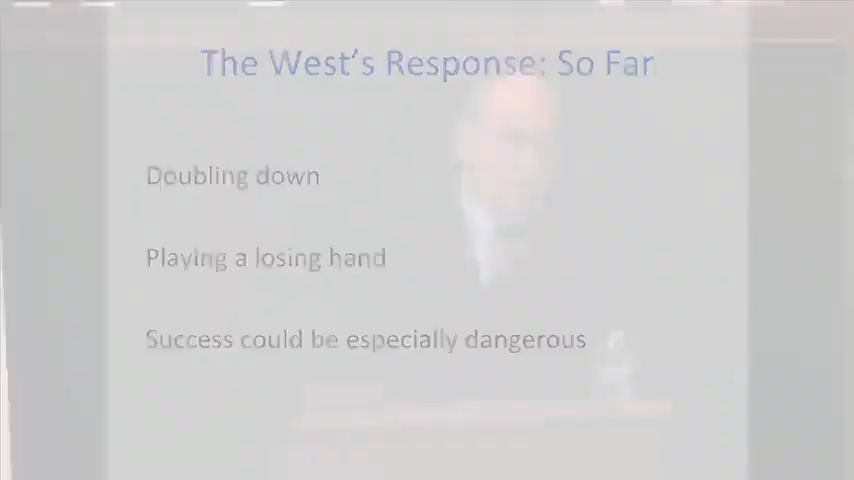 The West's Response: So Far
Doubling down
Playing a losing hand
Success could be especially dangerous